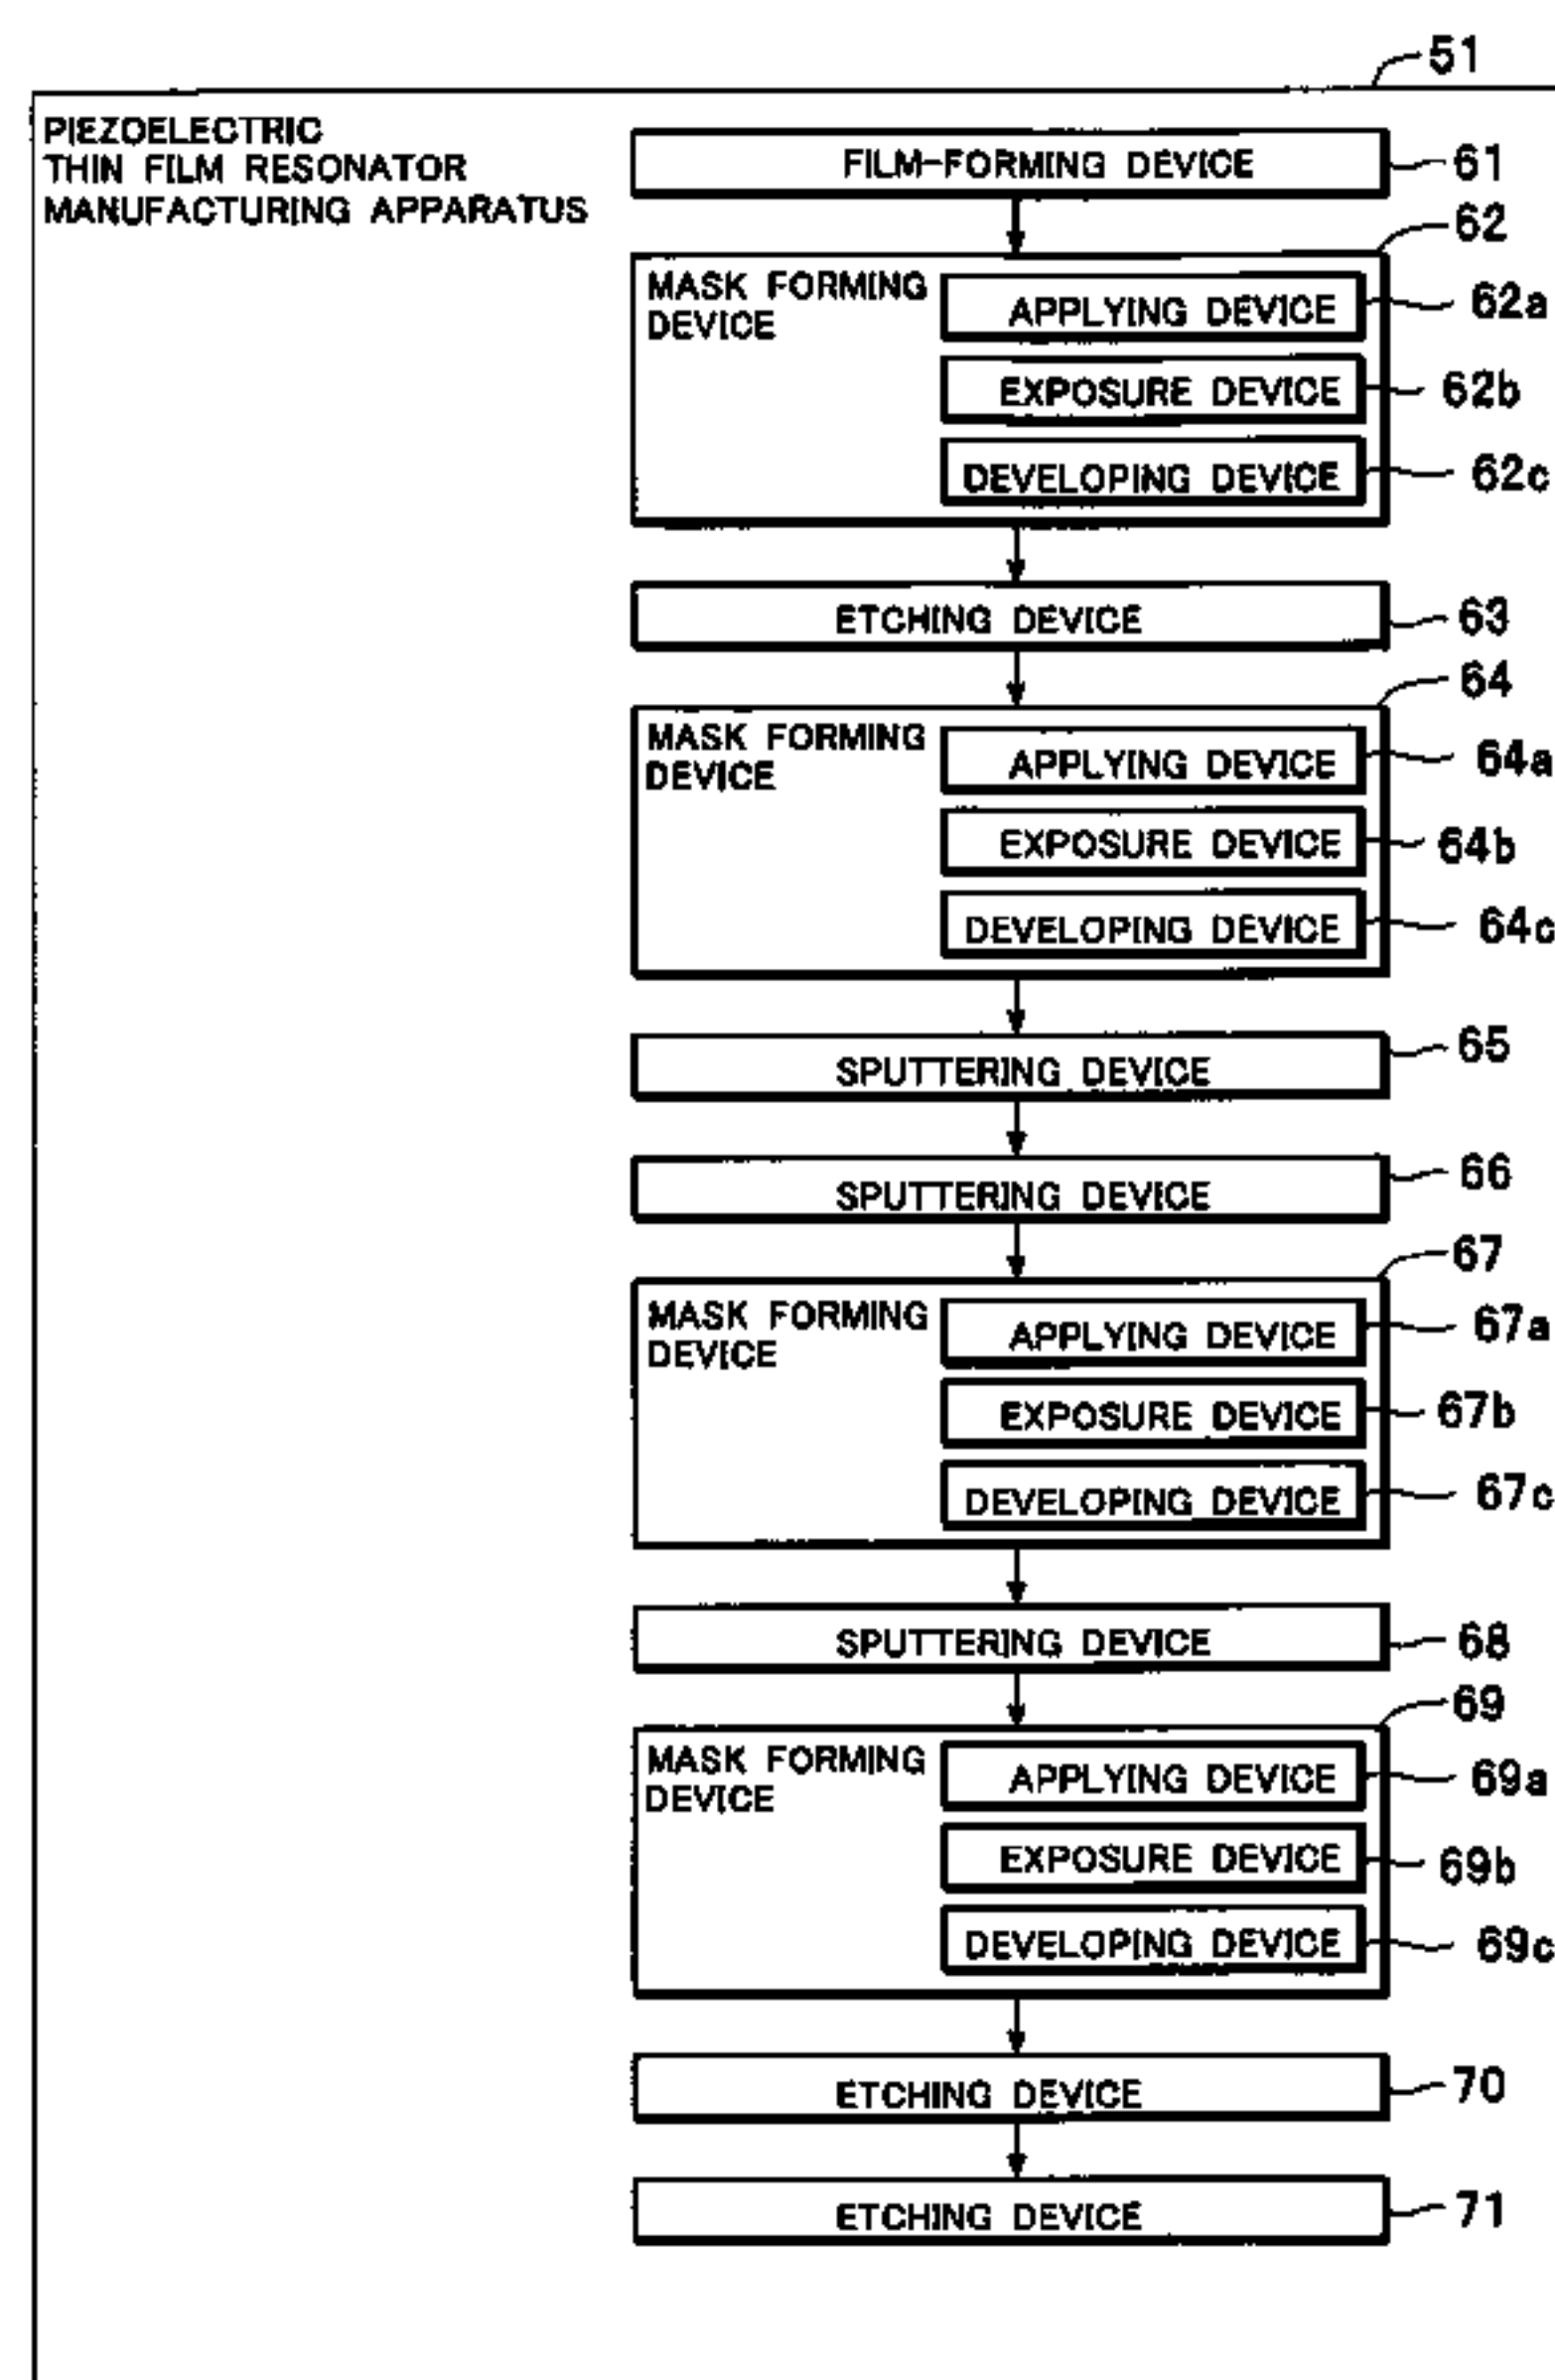 51
PIEZOELECTRIC
THIN FILM RESONATOR
MANUFACTURING APPARATUS
FILM-FORMING DEVICE
61
62
MASK FORMING
DEVICE
APPLYING DEVICE
62a
EXPOSURE DEVICE
62b
DEVELOPING DEVICE
62c
ETCHING DEVICE
63
64
MASK FORMING
DEVICE
APPLYING DEVICE
64a
EXPOSURE DEVICE
64b
DEVELOPING DEVICE
64c
SPUTTERING DEVICE
65
SPUTTERING DEVICE
66
67
MASK FORMING
DEVICE
APPLYING DEVICE
67a
EXPOSURE DEVICE
67b
DEVELOPING DEVICE
67c
SPUTTERING DEVICE
68
69
MASK FORMING
DEVICE
APPLYING DEVICE
69a
EXPOSURE DEVICE
69b
DEVELOPING DEVICE
69c
ETCHING DEVICE
70
ETCHING DEVICE
71